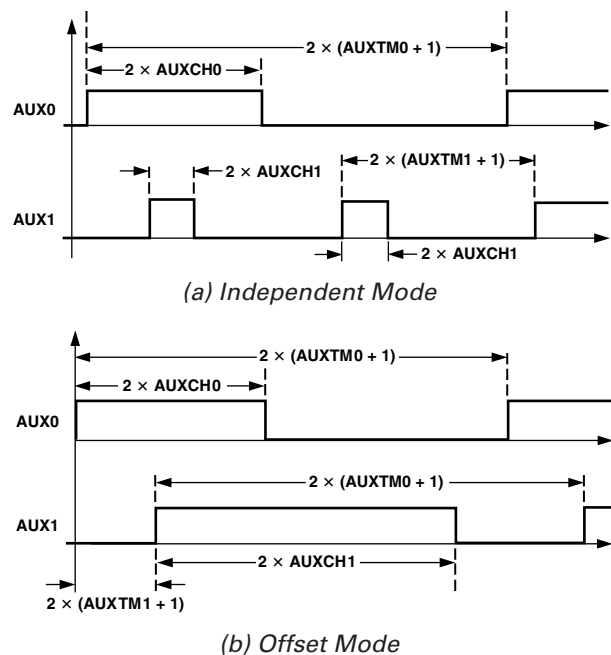 2 × (AUXTM0 + 1)
2 × AUXCH0
AUX0
2 × AUXCH1
2 × (AUXTM1 + 1)
AUX1
2 × AUXCH1
(a) Independent Mode
2 × (AUXTM0 + 1)
2 × AUXCH0
AUX0
2 × (AUXTM0 + 1)
AUX1
2 × AUXCH1
2 × (AUXTM1 + 1)
(b) Offset Mode